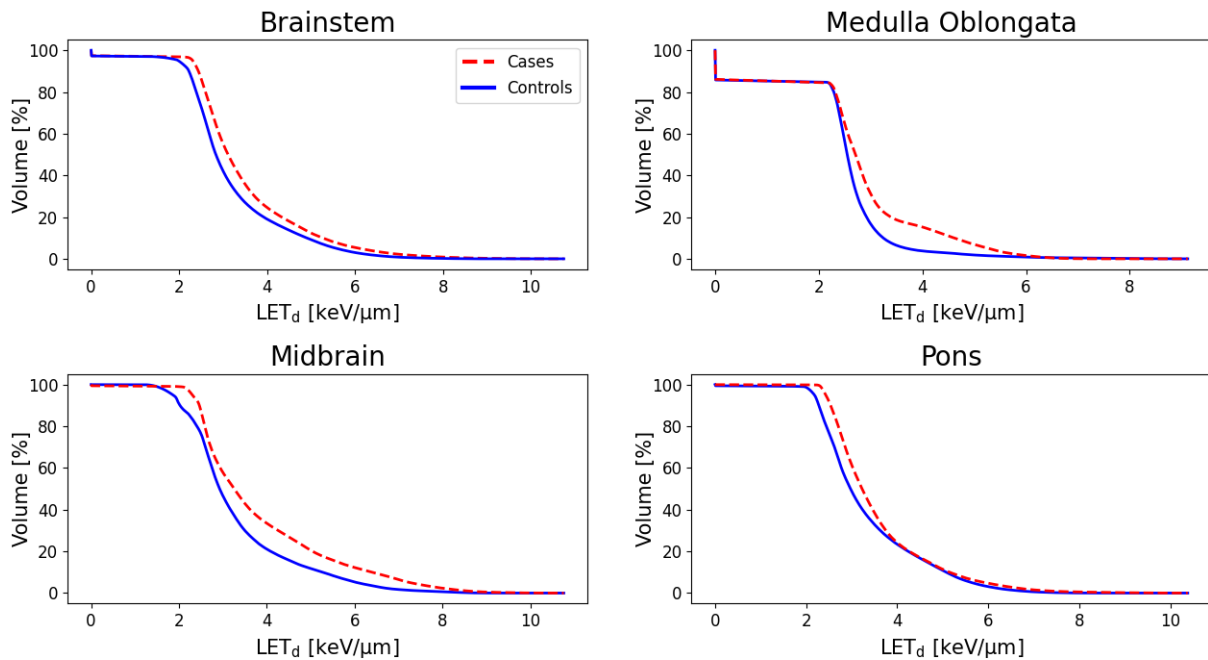 Brainstem
Volume [%]
100
80
60
40
20
0
0 2 4 6 8 10
LETd [keV/μm]
Cases
Controls
Medulla Oblongata
Volume [%]
100
80
60
40
20
0
0 2 4 6 8
LETd [keV/μm]
Midbrain
Volume [%]
100
80
60
40
20
0
0 2 4 6 8 10
LETd [keV/μm]
Pons
Volume [%]
100
80
60
40
20
0
0 2 4 6 8 10
LETd [keV/μm]